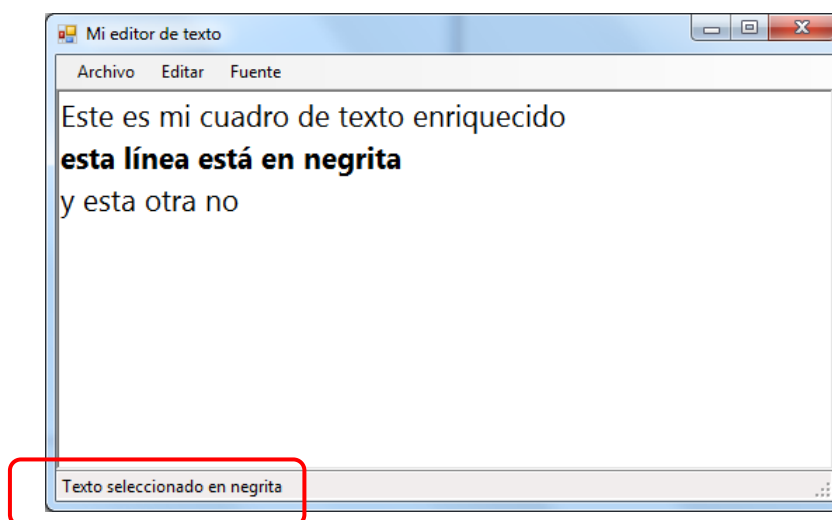 Mi editor de texto
Archivo Editar Fuente
Este es mi cuadro de texto enriquecido
esta línea está en negrita
y esta otra no
Texto seleccionado en negrita